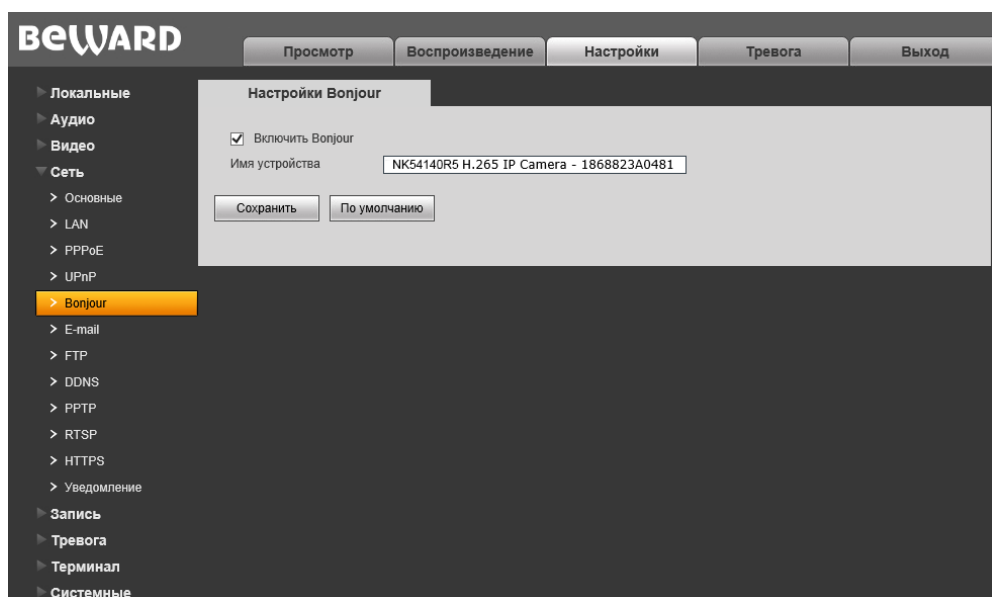 BEWARD
Просмотр
Воспроизведение
Настройки
Тревога
Выход
Локальные
Аудио
Видео
Сеть
Основные
LAN
PPPoE
UPnP
Bonjour
E-mail
FTP
DDNS
PPTP
RTSP
HTTPS
Уведомление
Запись
Тревога
Терминал
Системные
Настройки Bonjour
Включить Bonjour
Имя устройства NK54140R5 H.265 IP Camera - 1868823A0481
Сохранить По умолчанию